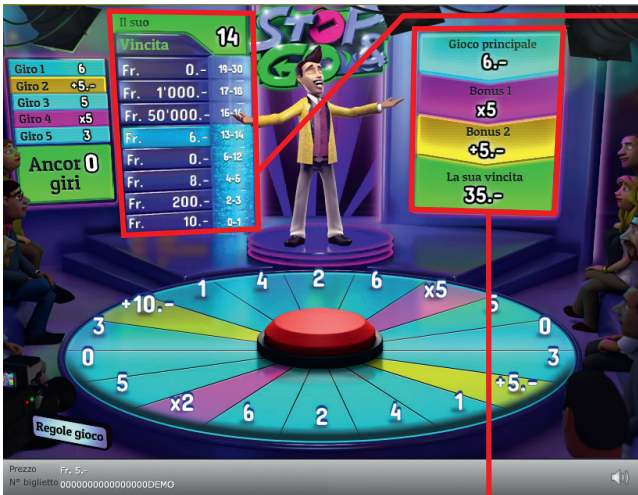 STOP
& GO
Il suo
Vincita
14
Fr. 0.- 19-30
Fr. 1'000.- 17-18
Fr. 50'000.- 15-16
Fr. 6.- 13-14
Fr. 0.- 6-12
Fr. 8.- 4-5
Fr. 200.- 2-3
Fr. 10.- 0-1
Giro 1 6
Giro 2 +5.-
Giro 3 5
Giro 4 x5
Giro 5 3
Ancor 0
giri
Gioco principale
6.-
Bonus 1
x5
Bonus 2
+5.-
La sua vincita
35.-
+10.-
1
4
2
6
x5
5
0
3
+5.-
1
4
2
6
x2
5
0
3
Regole gioco
Prezzo Fr. 5.-
N° biglietto 0000000000000000DEMO